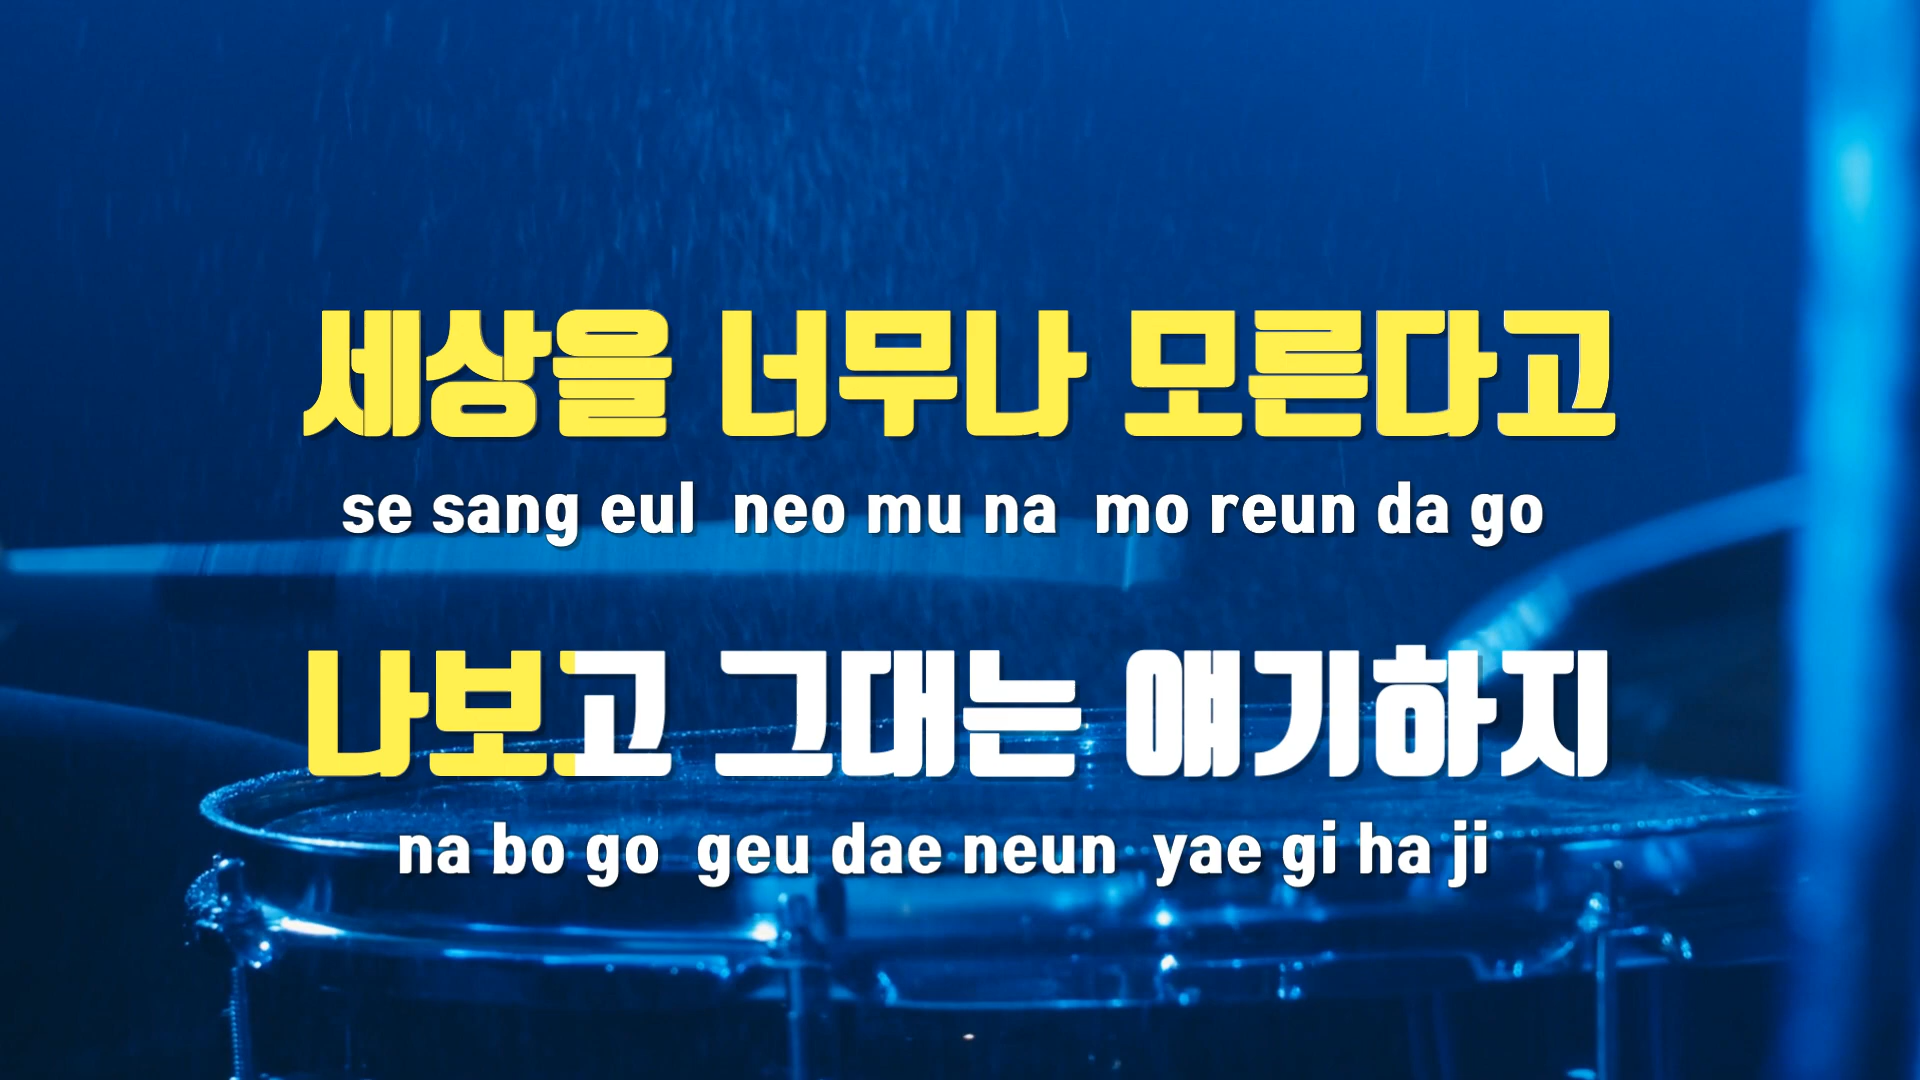 세상을 너무나 모른다고
se sang eul neo mu na mo reun da go
나보고 그대는 얘기하지
na bo go geu dae neun yae gi ha ji